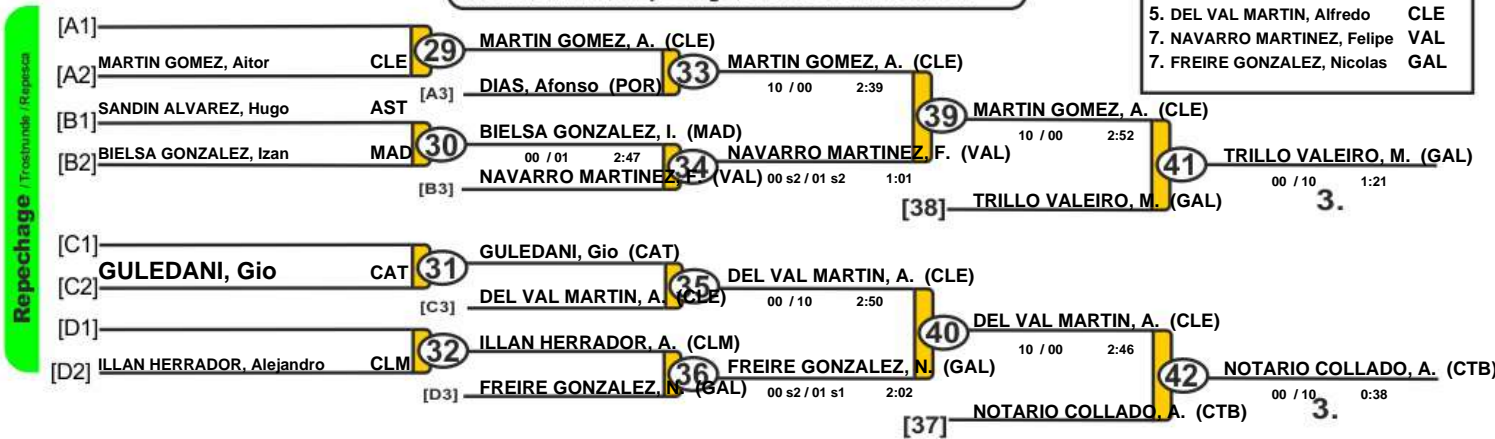 5. DEL VAL MARTIN, Alfredo CLE
7. NAVARRO MARTINEZ, Felipe VAL
7. FREIRE GONZALEZ, Nicolas GAL
Repechage / Trostrunde / Repesca
[A1]
[A2] MARTIN GOMEZ, Aitor CLE
29
MARTIN GOMEZ, A. (CLE)
[A3] DIAS, Afonso (POR)
33
MARTIN GOMEZ, A. (CLE)
10 / 00 2:39
[B1] SANDIN ALVAREZ, Hugo AST
[B2] BIELSA GONZALEZ, Izan MAD
30
BIELSA GONZALEZ, I. (MAD)
00 / 01 2:47
[B3] NAVARRO MARTINEZ, F. (VAL)
34
NAVARRO MARTINEZ, F. (VAL)
00 s2 / 01 s2 1:01
39
MARTIN GOMEZ, A. (CLE)
10 / 00 2:52
[38] TRILLO VALEIRO, M. (GAL)
41
TRILLO VALEIRO, M. (GAL)
00 / 10 1:21
3.
[C1]
[C2] GULEDANI, Gio CAT
31
GULEDANI, Gio (CAT)
[C3] DEL VAL MARTIN, A. (CLE)
35
DEL VAL MARTIN, A. (CLE)
00 / 10 2:50
[D1]
[D2] ILLAN HERRADOR, Alejandro CLM
32
ILLAN HERRADOR, A. (CLM)
[D3] FREIRE GONZALEZ, N. (GAL)
36
FREIRE GONZALEZ, N. (GAL)
00 s2 / 01 s1 2:02
40
DEL VAL MARTIN, A. (CLE)
10 / 00 2:46
[37] NOTARIO COLLADO, A. (CTB)
42
NOTARIO COLLADO, A. (CTB)
00 / 10 0:38
3.